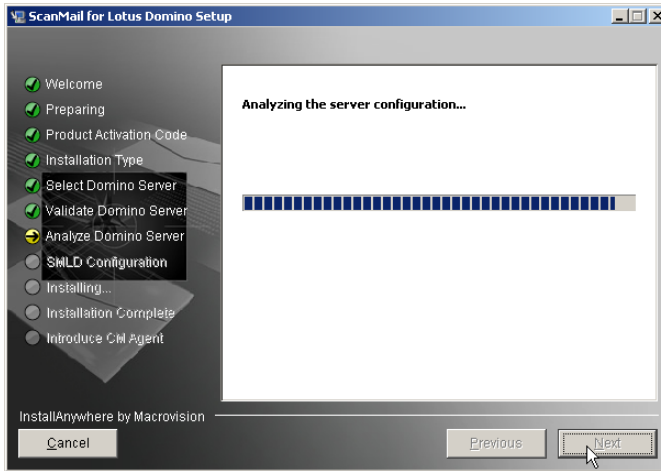 ScanMail for Lotus Domino Setup
Welcome
Preparing
Product Activation Code
Installation Type
Select Domino Server
Validate Domino Server
Analyze Domino Server
SMLD Configuration
Installing...
Installation Complete
Introduce CM Agent
Analyzing the server configuration...
InstallAnywhere by Macrovision
Cancel
Previous
Next